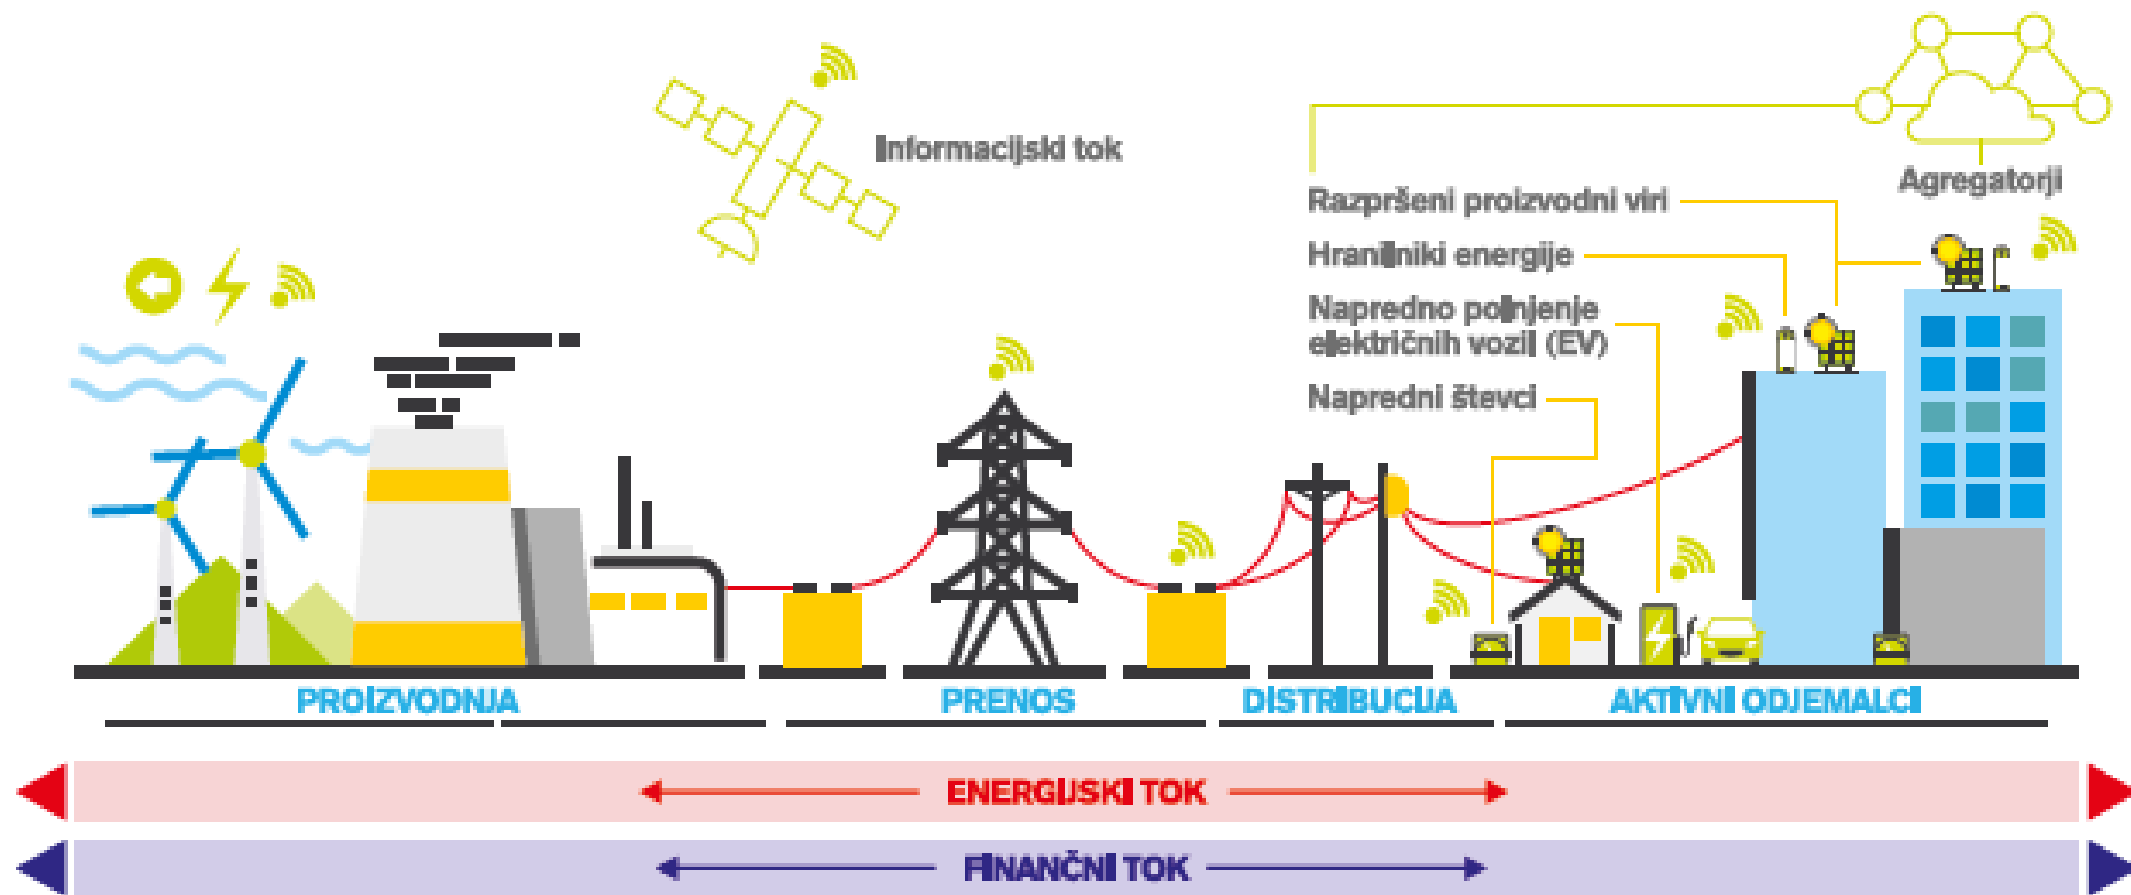 Informacijski tok
Agregatorji
Razpršeni proizvodni viri
Hranilniki energije
Napredno polnjenje
električnih vozil (EV)
Napredni števci
PROIZVODNJA
PRENOS
DISTRIBUCIJA
AKTIVNI ODJEMALCI
ENERGIJSKI TOK
FINANČNI TOK